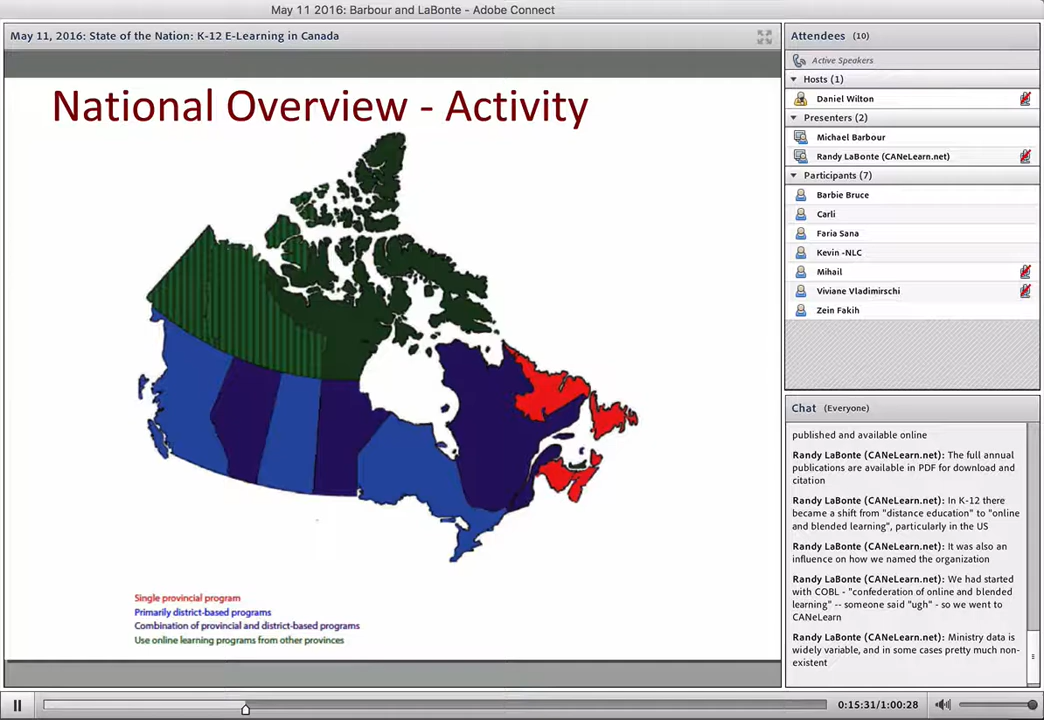 May 11 2016: Barbour and LaBonte - Adobe Connect
May 11, 2016: State of the Nation: K-12 E-Learning in Canada
National Overview - Activity
Single provincial program
Primarily district-based programs
Combination of provincial and district-based programs
Use online learning programs from other provinces
Attendees (10)
Active Speakers
Hosts (1)
Daniel Wilton
Presenters (2)
Michael Barbour
Randy LaBonte (CANeLearn.net)
Participants (7)
Barbie Bruce
Carli
Faria Sana
Kevin -NLC
Mihail
Viviane Vladimirschi
Zein Fakih
Chat (Everyone)
published and available online
Randy LaBonte (CANeLearn.net): The full annual
publications are available in PDF for download and
citation
Randy LaBonte (CANeLearn.net): In K-12 there
became a shift from "distance education" to "online
and blended learning", particularly in the US
Randy LaBonte (CANeLearn.net): It was also an
influence on how we named the organization
Randy LaBonte (CANeLearn.net): We had started
with COBL - "confederation of online and blended
learning" -- someone said "ugh" - so we went to
CANeLearn
Randy LaBonte (CANeLearn.net): Ministry data is
widely variable, and in some cases pretty much non-
existent
0:15:31/1:00:28